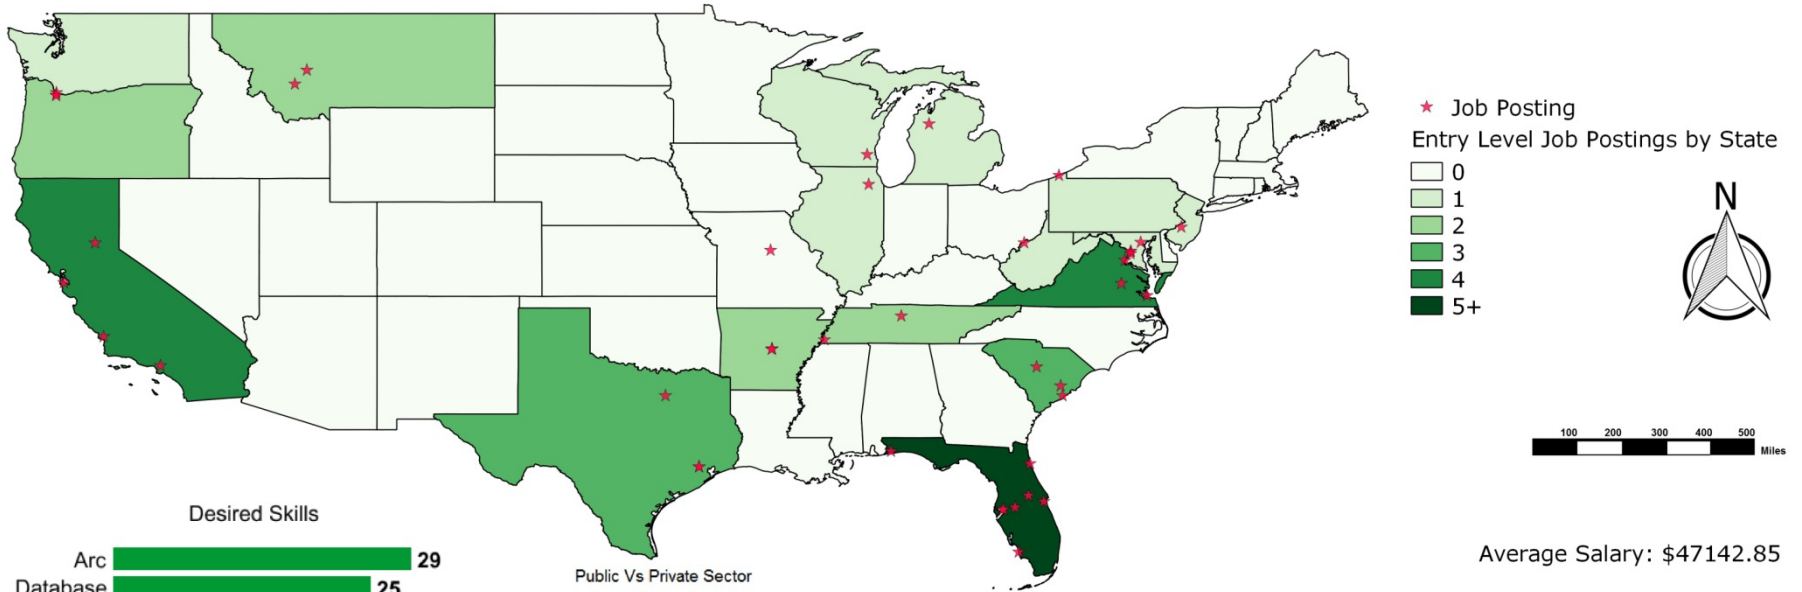 Job Posting
Entry Level Job Postings by State
0
1
2
3
4
5+
N
100 200 300 400 500
Miles
Desired Skills
Arc 29
Database 25
Public Vs Private Sector
Average Salary: $47142.85